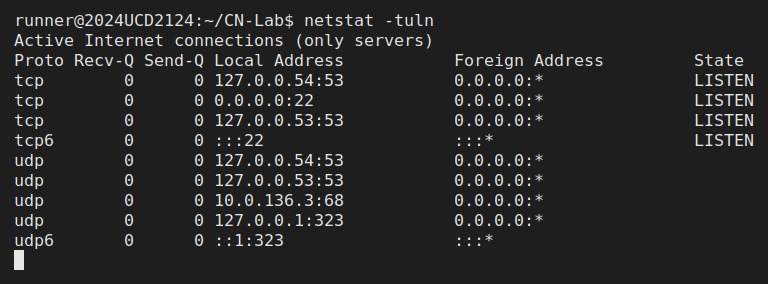 runner@2024UCD2124:~/CN-Lab$ netstat -tuln
Active Internet connections (only servers)
Proto Recv-Q Send-Q Local Address           Foreign Address         State
tcp        0      0 127.0.0.54:53           0.0.0.0:*               LISTEN
tcp        0      0 0.0.0.0:22              0.0.0.0:*               LISTEN
tcp        0      0 127.0.0.53:53           0.0.0.0:*               LISTEN
tcp6       0      0 :::22                   :::*                    LISTEN
udp        0      0 127.0.0.54:53           0.0.0.0:*
udp        0      0 127.0.0.53:53           0.0.0.0:*
udp        0      0 10.0.136.3:68           0.0.0.0:*
udp        0      0 127.0.0.1:323           0.0.0.0:*
udp6       0      0 ::1:323                 :::*